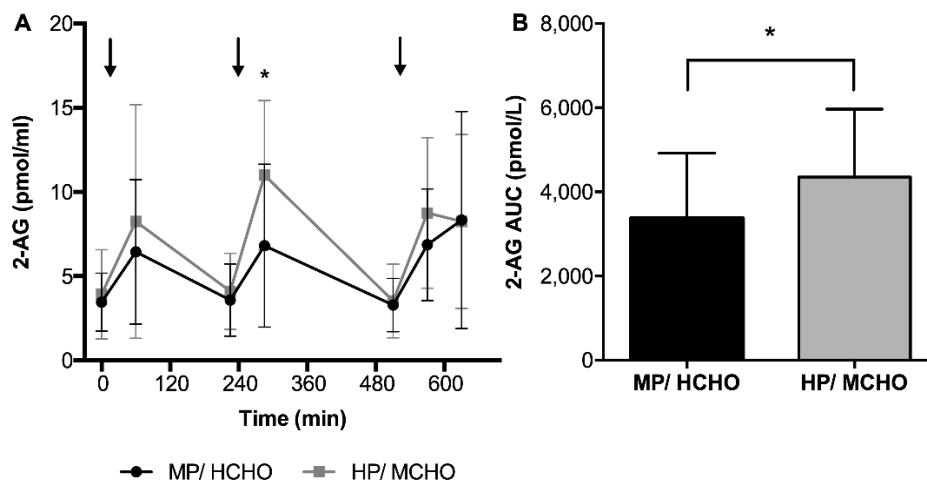 A
20
15
10
5
0
2-AG (pmol/ml)
*
0 120 240 360 480 600
Time (min)
MP/ HCHO HP/ MCHO
B
8,000
6,000
4,000
2,000
0
2-AG AUC (pmol/L)
*
MP/ HCHO HP/ MCHO